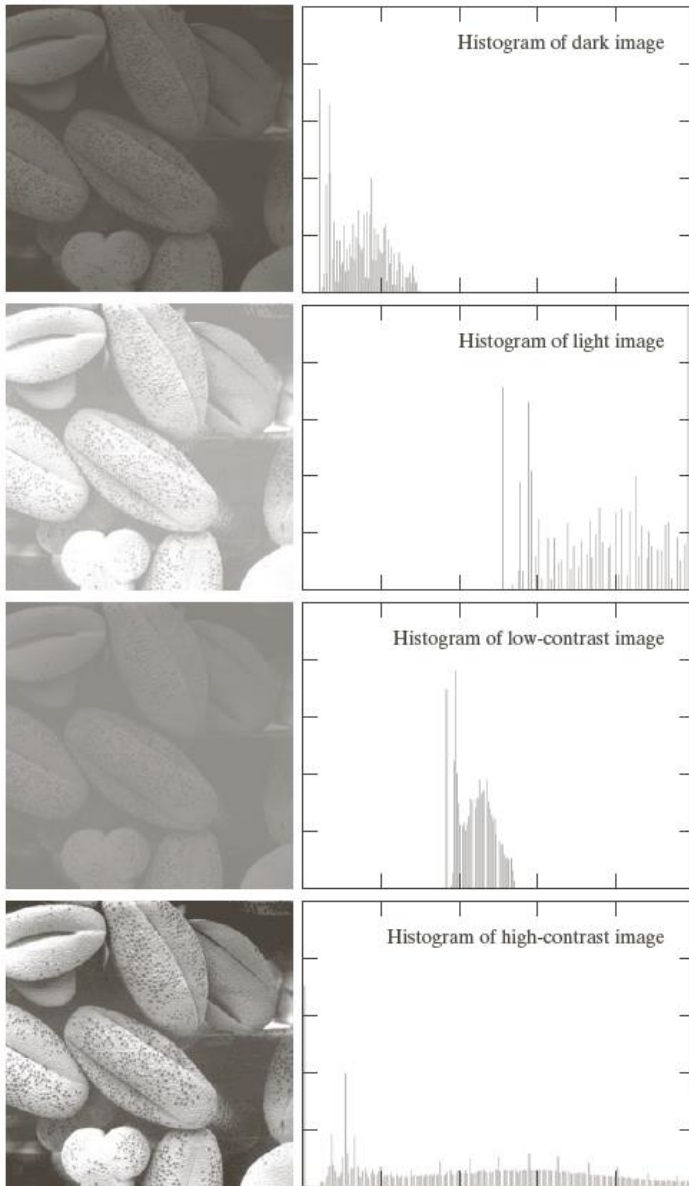 Histogram of dark image
Histogram of light image
Histogram of low-contrast image
Histogram of high-contrast image